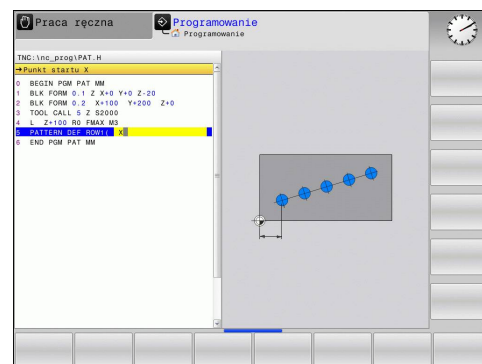 Praca ręczna
Programowanie
Programowanie
TNC:\nc_prog\PAT.H
→Punkt startu X
0 BEGIN PGM PAT MM
1 BLK FORM 0.1 Z X+0 Y+0 Z-20
2 BLK FORM 0.2 X+100 Y+200 Z+0
3 TOOL CALL 5 Z S2000
4 L Z+100 R0 FMAX M3
5 PATTERN DEF ROW1( X
6 END PGM PAT MM